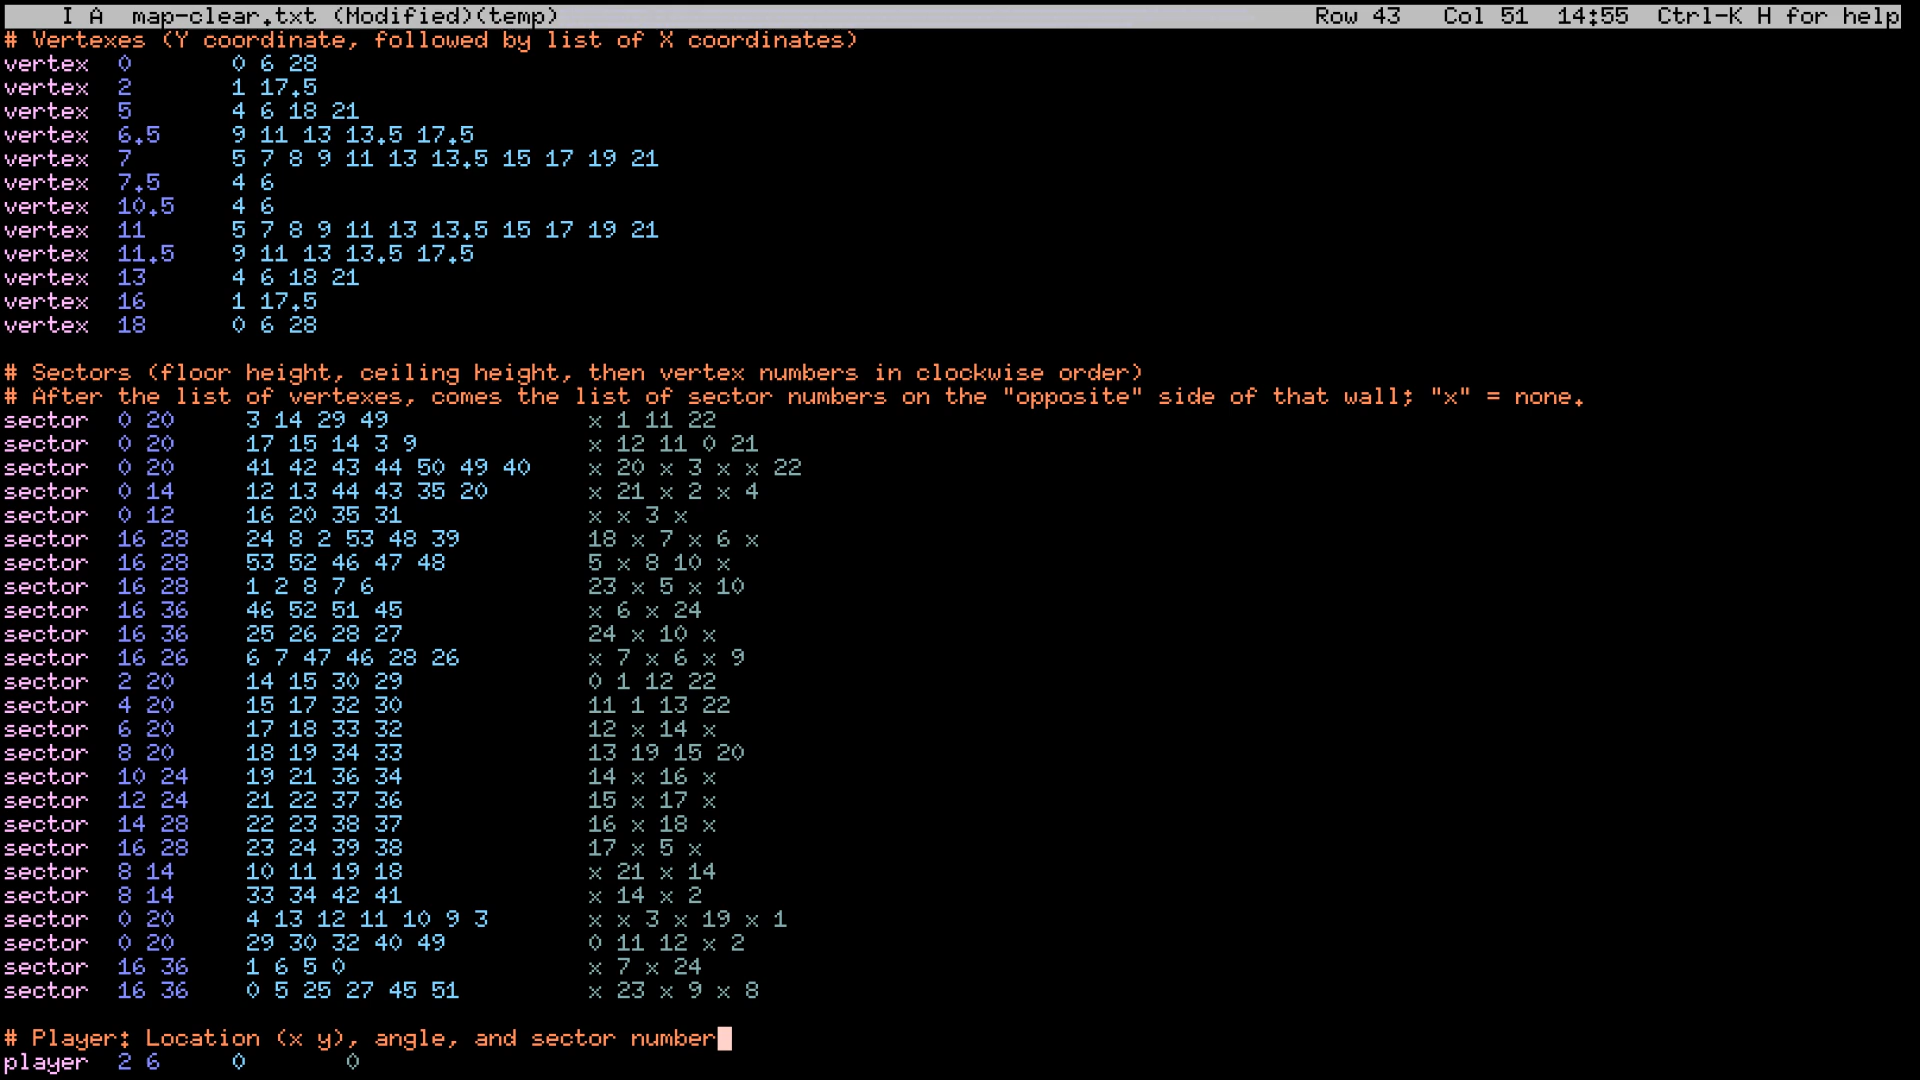 I A  map-clear.txt (Modified)(temp)  Row 43  Col 51  14:55  Ctrl-K H for help
# Vertexes (Y coordinate, followed by list of X coordinates)
vertex  0       0 6 28
vertex  2       1 17.5
vertex  5       4 6 18 21
vertex  6.5     9 11 13 13.5 17.5
vertex  7       5 7 8 9 11 13 13.5 15 17 19 21
vertex  7.5     4 6
vertex  10.5    4 6
vertex  11      5 7 8 9 11 13 13.5 15 17 19 21
vertex  11.5    9 11 13 13.5 17.5
vertex  13      4 6 18 21
vertex  16      1 17.5
vertex  18      0 6 28
# Sectors (floor height, ceiling height, then vertex numbers in clockwise order)
# After the list of vertexes, comes the list of sector numbers on the "opposite" side of that wall; "x" = none.
sector  0 20     3 14 29 49             x 1 11 22
sector  0 20     17 15 14 3 9           x 12 11 0 21
sector  0 20     41 42 43 44 50 49 40    x 20 x 3 x x 22
sector  0 14     12 13 44 43 35 20       x 21 x 2 x 4
sector  0 12     16 20 35 31             x x 3 x
sector  16 28    24 8 2 53 48 39         18 x 7 x 6 x
sector  16 28    53 52 46 47 48          5 x 8 10 x
sector  16 28    1 2 8 7 6               23 x 5 x 10
sector  16 36    46 52 51 45             x 6 x 24
sector  16 36    25 26 28 27             24 x 10 x
sector  16 26    6 7 47 46 28 26         x 7 x 6 x 9
sector  2 20     14 15 30 29             0 1 12 22
sector  4 20     15 17 32 30             11 1 13 22
sector  6 20     17 18 33 32             12 x 14 x
sector  8 20     18 19 34 33             13 19 15 20
sector  10 24    19 21 36 34             14 x 16 x
sector  12 24    21 22 37 36             15 x 17 x
sector  14 28    22 23 38 37             16 x 18 x
sector  16 28    23 24 39 38             17 x 5 x
sector  8 14     10 11 19 18             x 21 x 14
sector  8 14     33 34 42 41             x 14 x 2
sector  0 20     4 13 12 11 10 9 3       x x 3 x 19 x 1
sector  0 20     29 30 32 40 49          0 11 12 x 2
sector  16 36    1 6 5 0                 x 7 x 24
sector  16 36    0 5 25 27 45 51         x 23 x 9 x 8
# Player: Location (x y), angle, and sector number
player  2 6     0       0